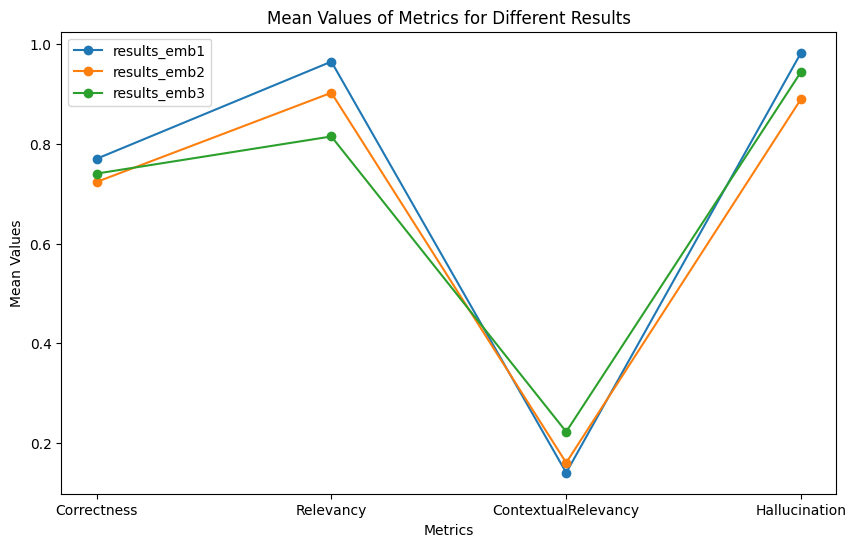 Mean Values of Metrics for Different Results
results_emb1
results_emb2
results_emb3
1.0
0.8
0.6
0.4
0.2
Mean Values
Correctness
Relevancy
ContextualRelevancy
Hallucination
Metrics